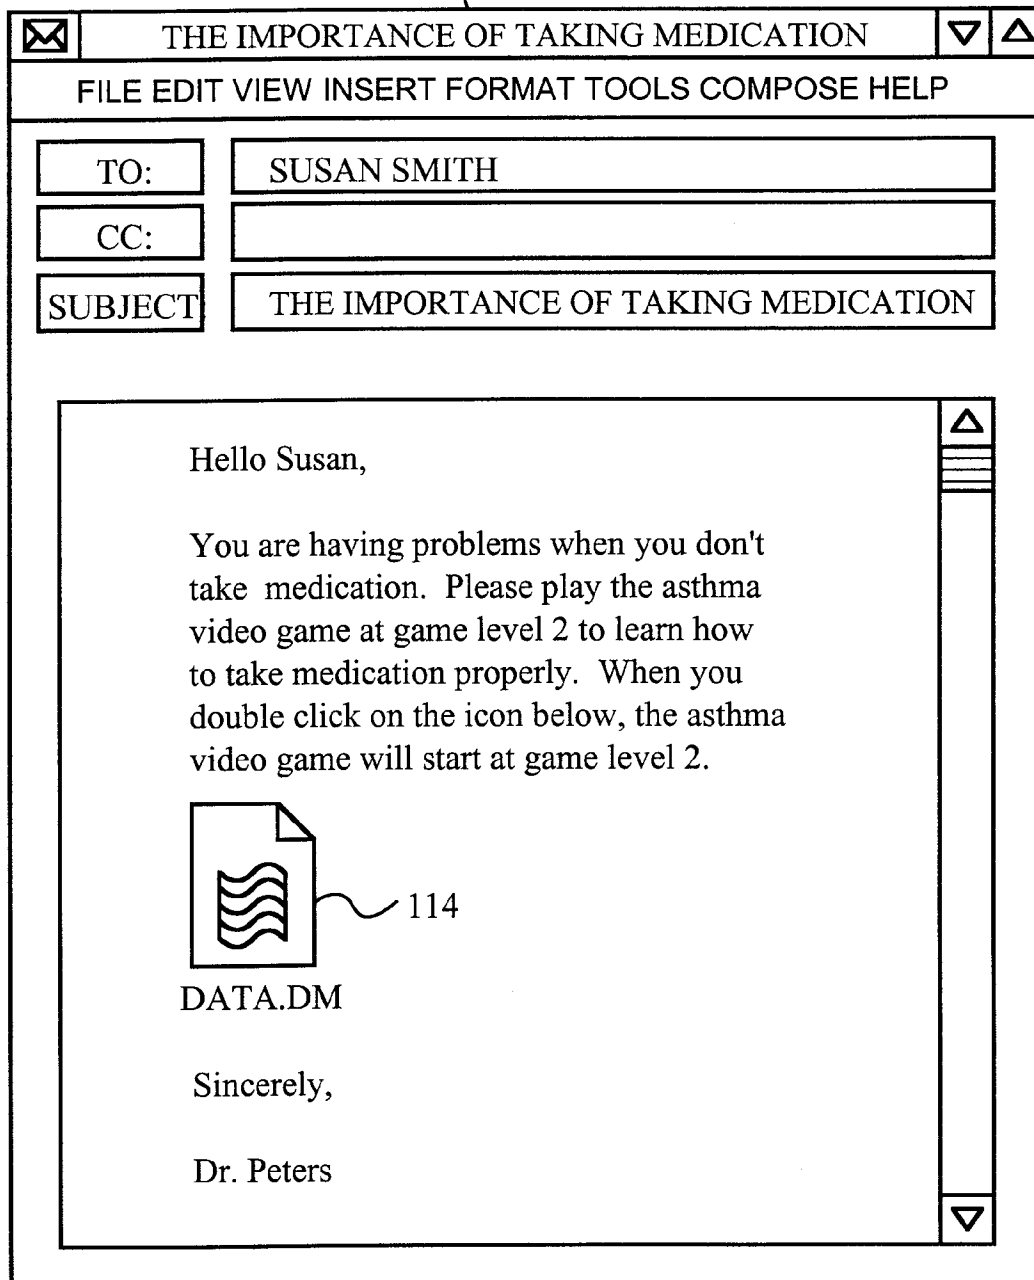 THE IMPORTANCE OF TAKING MEDICATION
FILE EDIT VIEW INSERT FORMAT TOOLS COMPOSE HELP
TO: SUSAN SMITH
CC:
SUBJECT THE IMPORTANCE OF TAKING MEDICATION
Hello Susan,
You are having problems when you don't
take medication. Please play the asthma
video game at game level 2 to learn how
to take medication properly. When you
double click on the icon below, the asthma
video game will start at game level 2.
114
DATA.DM
Sincerely,
Dr. Peters